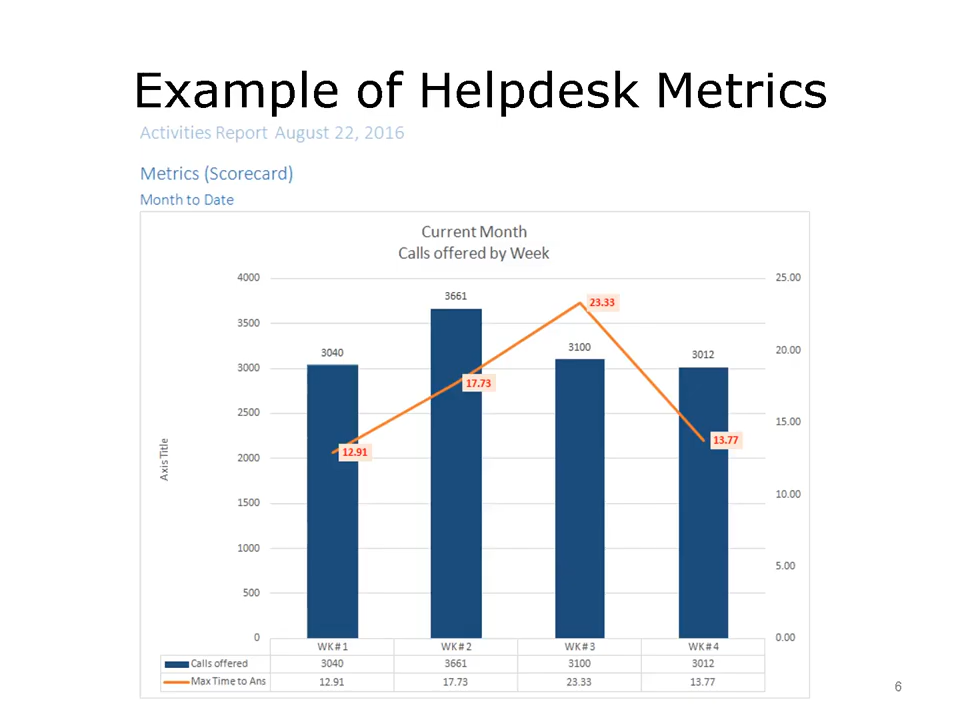 Example of Helpdesk Metrics
Activities Report August 22, 2016
Metrics (Scorecard)
Month to Date
Current Month
Calls offered by Week
4000
3500
3000
2500
2000
1500
1000
500
0
Axis Title
25.00
20.00
15.00
10.00
5.00
0.00
3040
3661
3100
3012
12.91
17.73
23.33
13.77
WK# 1 WK# 2 WK# 3 WK# 4
Calls offered 3040 3661 3100 3012
Max Time to Ans 12.91 17.73 23.33 13.77
6